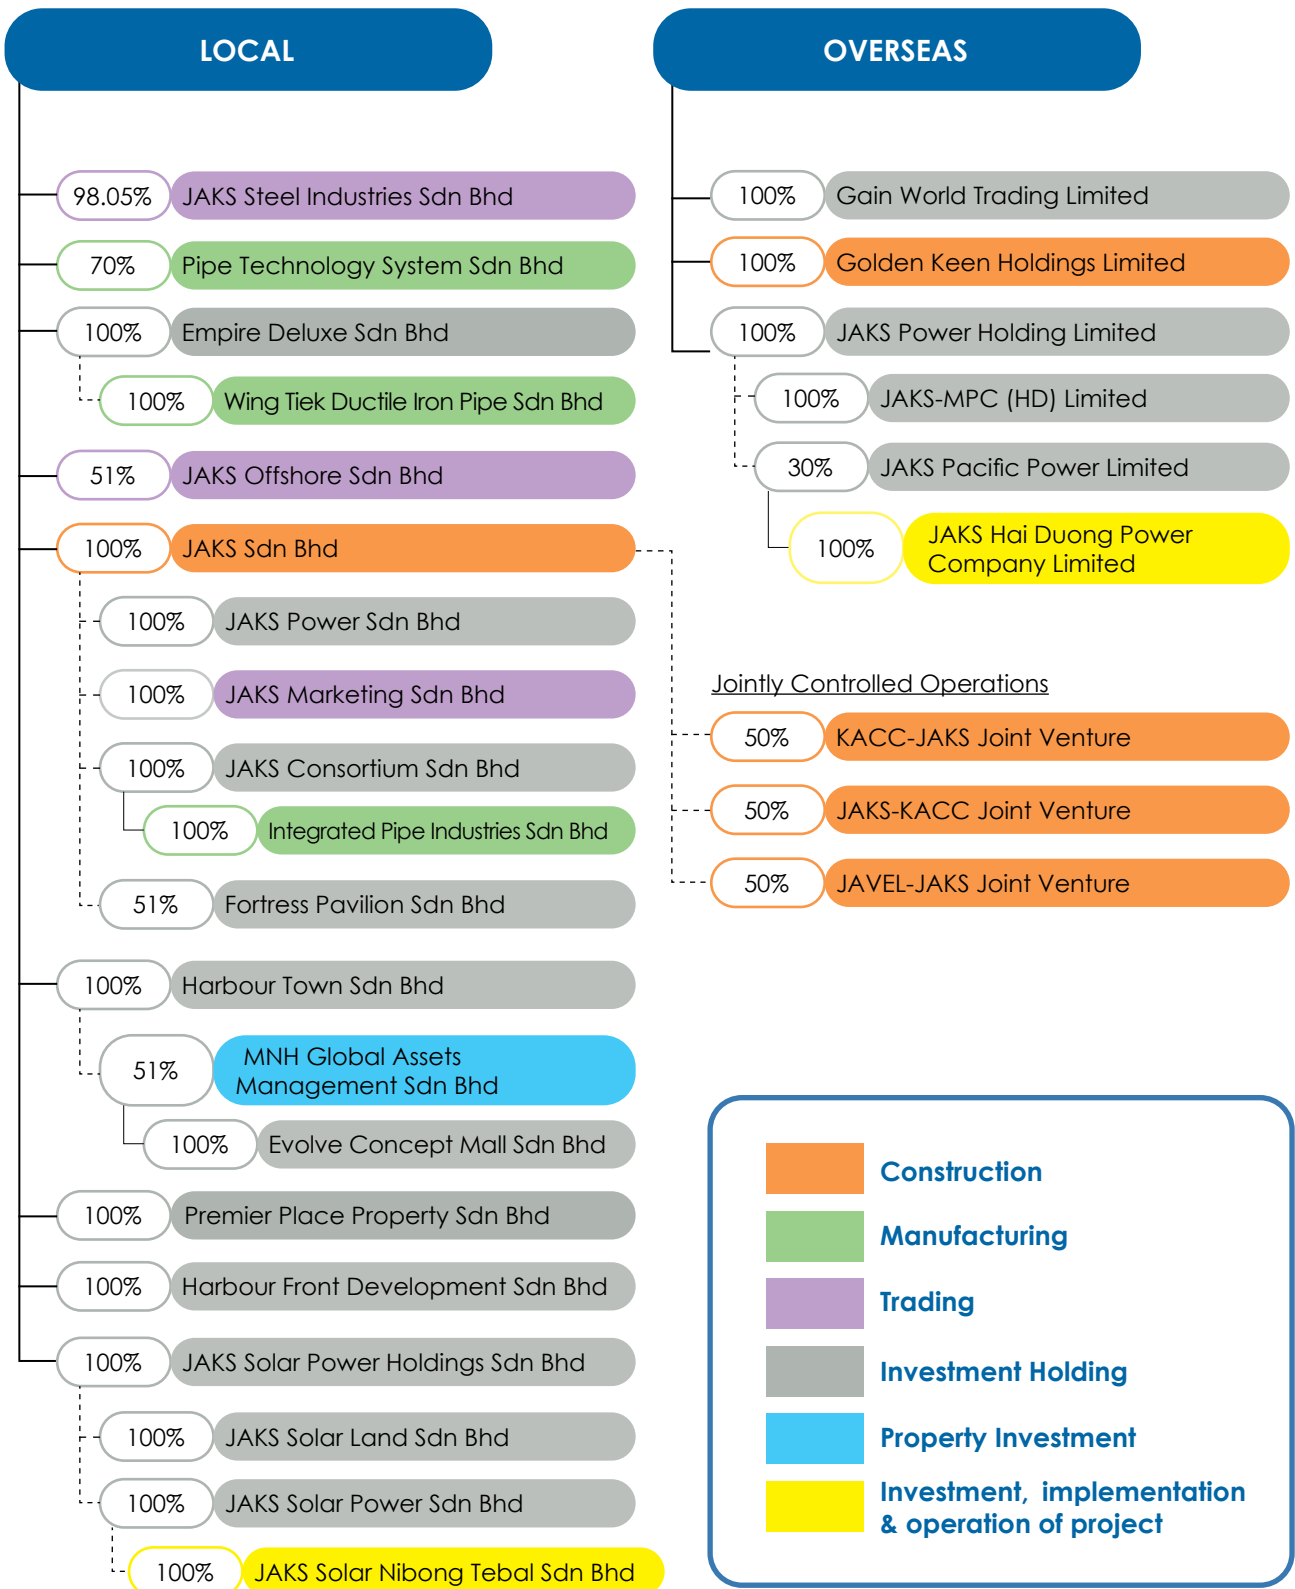 LOCAL
98.05% JAKS Steel Industries Sdn Bhd
70% Pipe Technology System Sdn Bhd
100% Empire Deluxe Sdn Bhd
100% Wing Tiek Ductile Iron Pipe Sdn Bhd
51% JAKS Offshore Sdn Bhd
100% JAKS Sdn Bhd
100% JAKS Power Sdn Bhd
100% JAKS Marketing Sdn Bhd
100% JAKS Consortium Sdn Bhd
100% Integrated Pipe Industries Sdn Bhd
51% Fortress Pavilion Sdn Bhd
100% Harbour Town Sdn Bhd
51% MNH Global Assets
Management Sdn Bhd
100% Evolve Concept Mall Sdn Bhd
100% Premier Place Property Sdn Bhd
100% Harbour Front Development Sdn Bhd
100% JAKS Solar Power Holdings Sdn Bhd
100% JAKS Solar Land Sdn Bhd
100% JAKS Solar Power Sdn Bhd
100% JAKS Solar Nibong Tebal Sdn Bhd
OVERSEAS
100% Gain World Trading Limited
100% Golden Keen Holdings Limited
100% JAKS Power Holding Limited
100% JAKS-MPC (HD) Limited
30% JAKS Pacific Power Limited
100% JAKS Hai Duong Power
Company Limited
Jointly Controlled Operations
50% KACC-JAKS Joint Venture
50% JAKS-KACC Joint Venture
50% JAVEL-JAKS Joint Venture
Construction
Manufacturing
Trading
Investment Holding
Property Investment
Investment, implementation
& operation of project